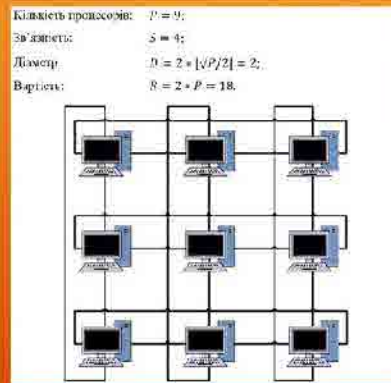 Кількість процесорів: P = 9;
Зв'язність: S = 4;
Діаметр D = 2 * ⌊√P/2⌋ = 2;
Вартість: B = 2 * P = 18.